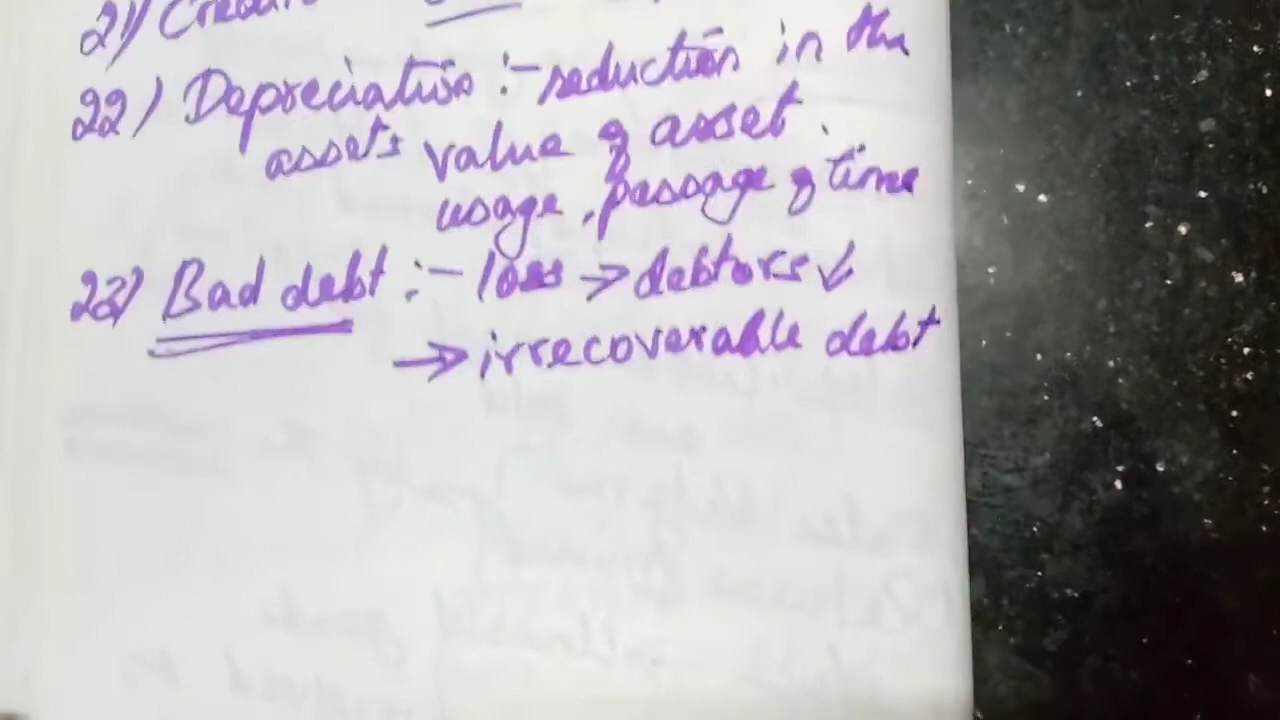 21)
22) Depreciation :- reduction in the
assets value of asset.
usage, passage of time
23) Bad debt :- loss → debtors ↓
→ irrecoverable debt